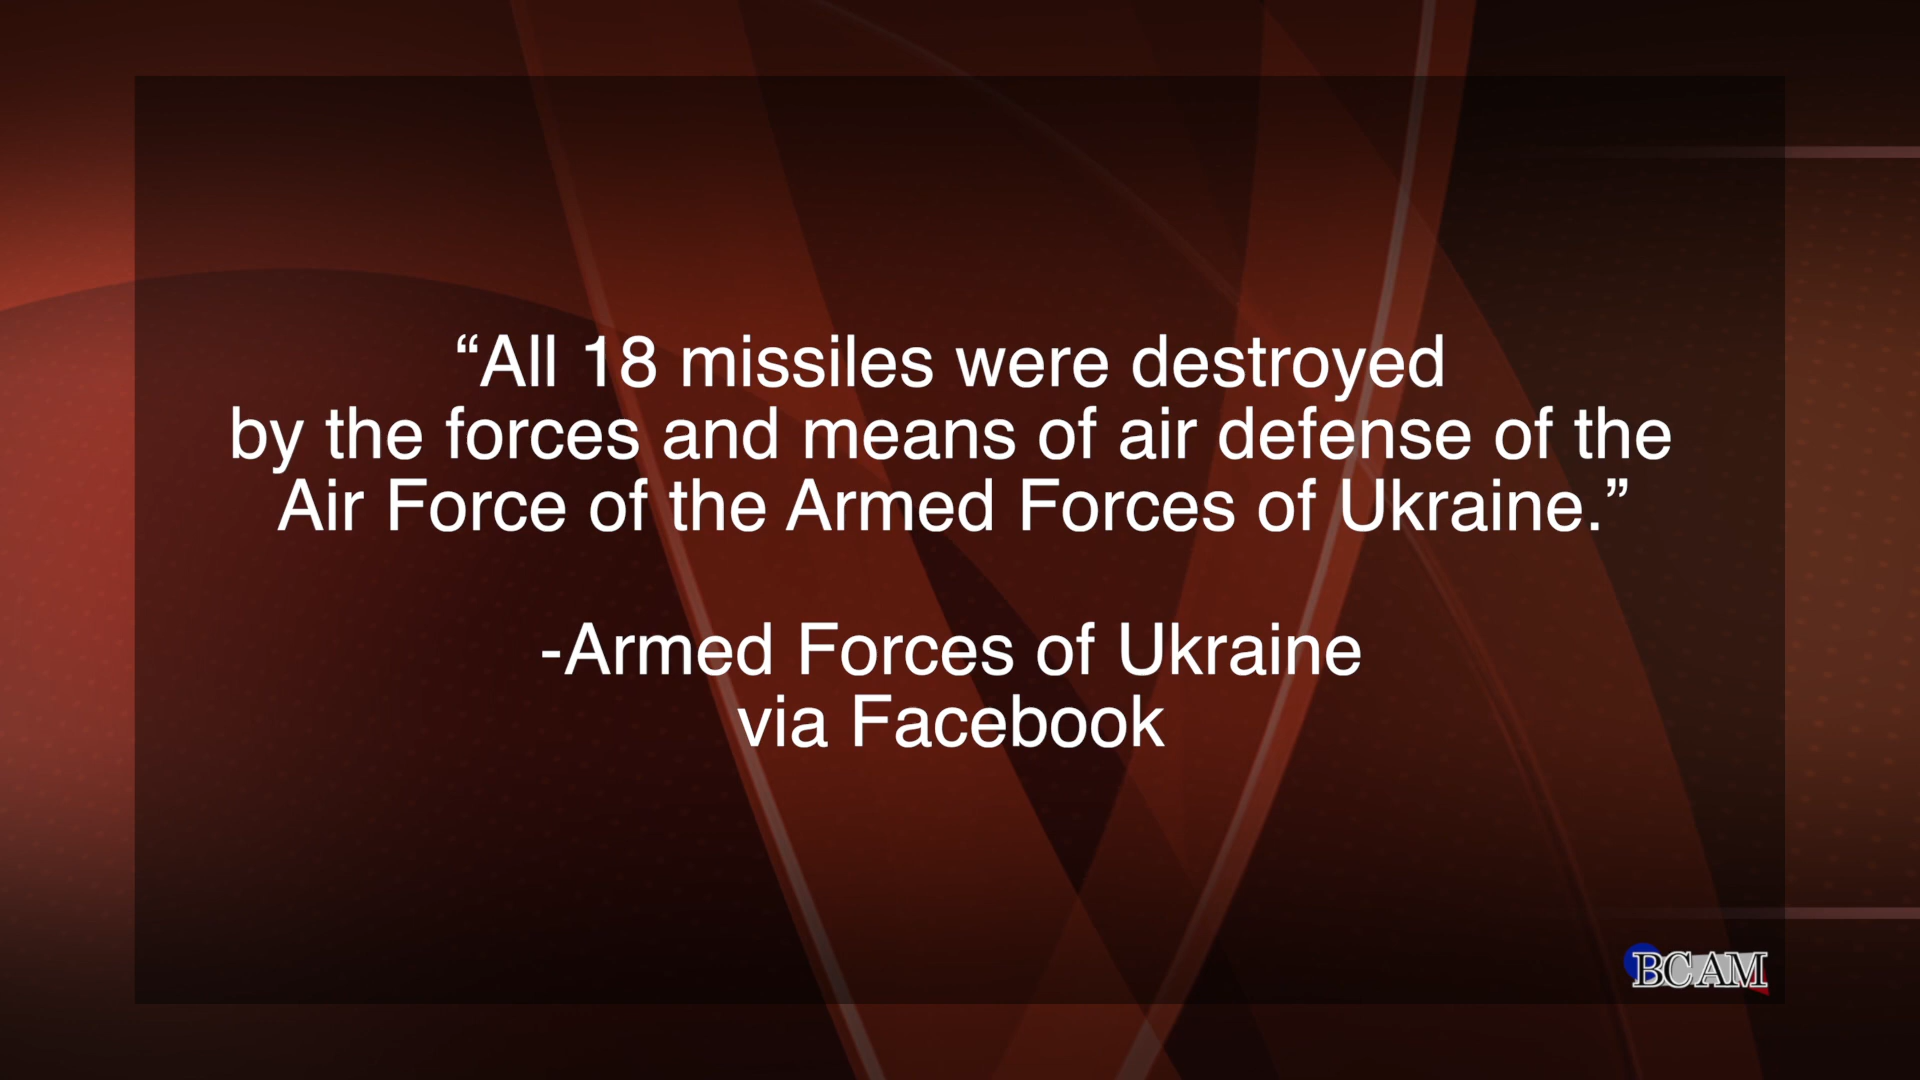 “All 18 missiles were destroyed
by the forces and means of air defense of the
Air Force of the Armed Forces of Ukraine.”
-Armed Forces of Ukraine
via Facebook
BCAM